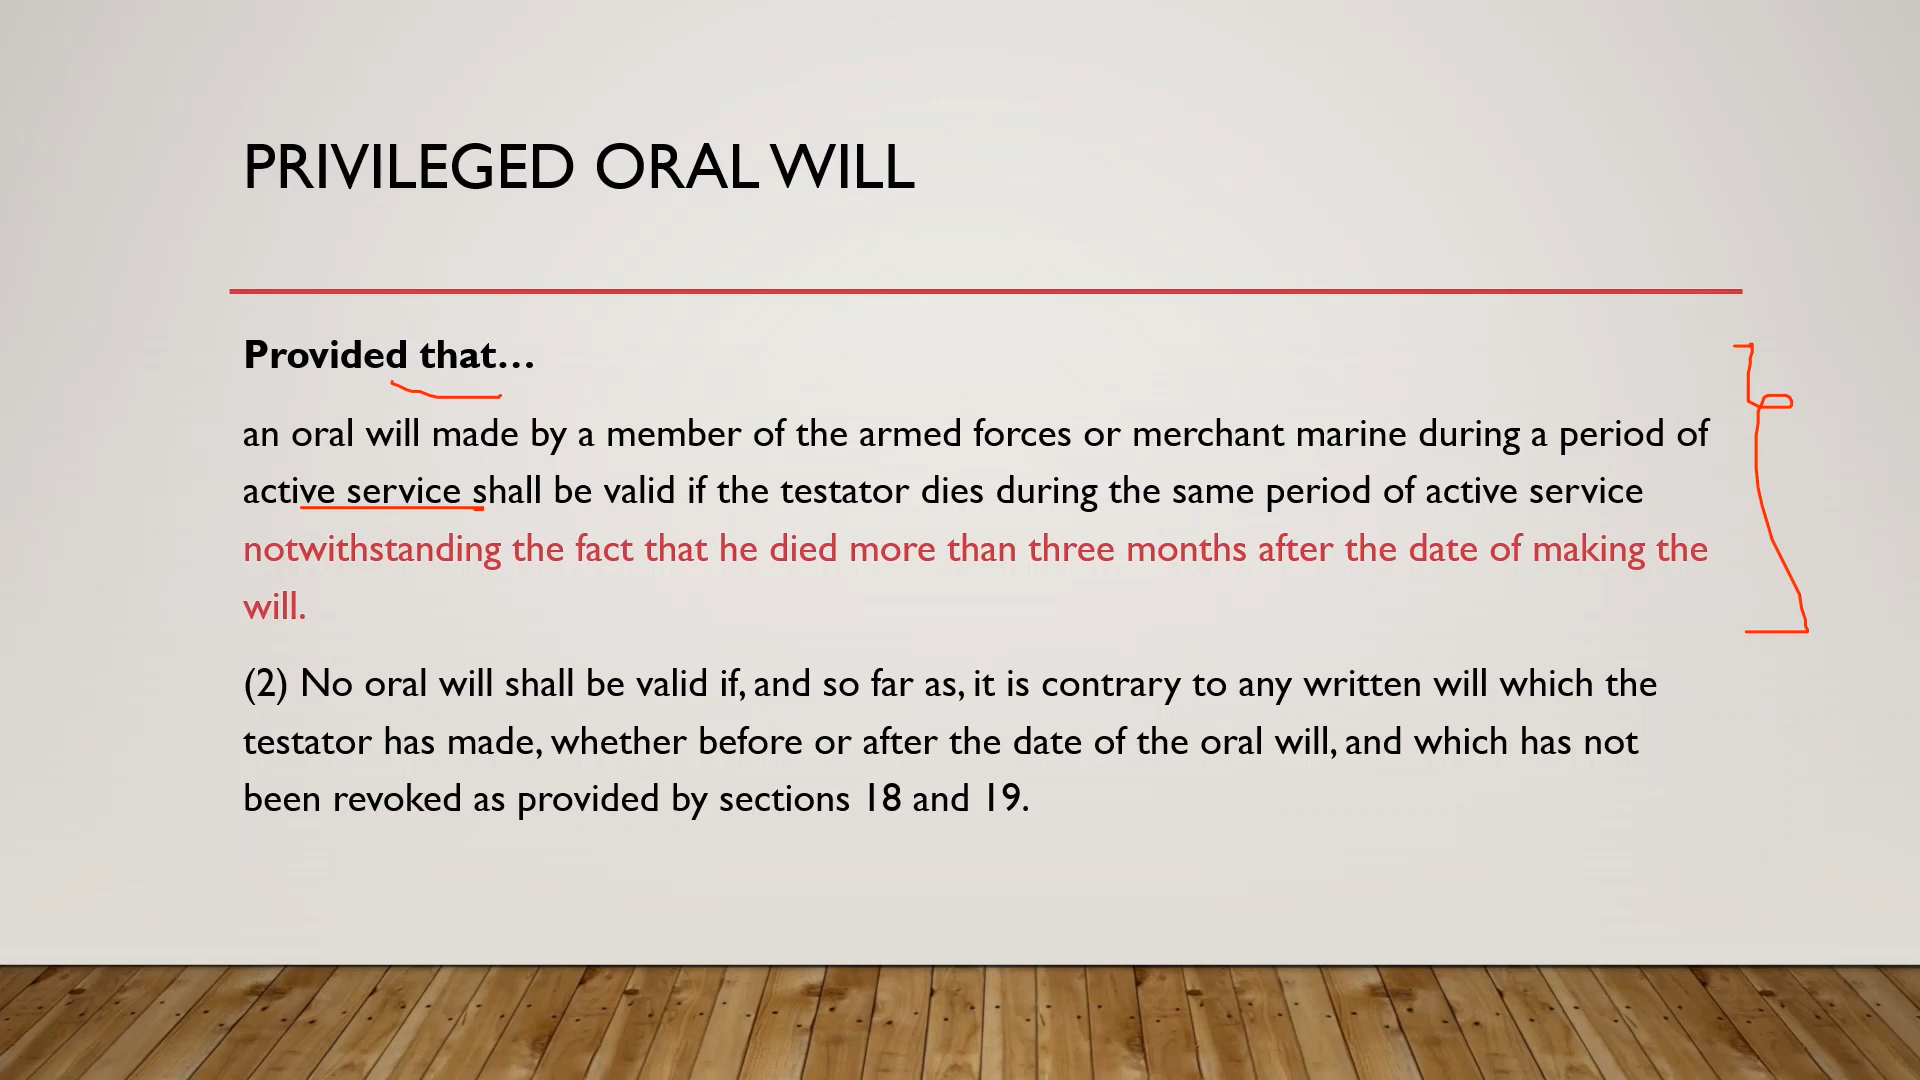 PRIVILEGED ORAL WILL
Provided that…
an oral will made by a member of the armed forces or merchant marine during a period of
active service shall be valid if the testator dies during the same period of active service
notwithstanding the fact that he died more than three months after the date of making the
will.
(2) No oral will shall be valid if, and so far as, it is contrary to any written will which the
testator has made, whether before or after the date of the oral will, and which has not
been revoked as provided by sections 18 and 19.